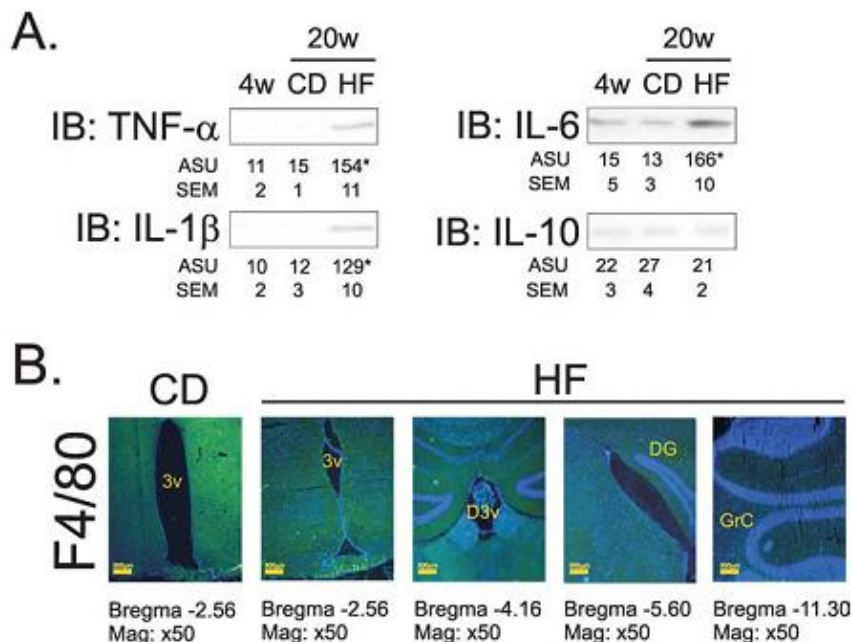 A.
20w
4w CD HF
IB: TNF-α
ASU 11 15 154*
SEM 2 1 11
IB: IL-1β
ASU 10 12 129*
SEM 2 3 10
20w
4w CD HF
IB: IL-6
ASU 15 13 166*
SEM 5 3 10
IB: IL-10
ASU 22 27 21
SEM 3 4 2
B.
CD
HF
F4/80
3v
3v
D3v
DG
GrC
Bregma -2.56
Mag: x50
Bregma -2.56
Mag: x50
Bregma -4.16
Mag: x50
Bregma -5.60
Mag: x50
Bregma -11.30
Mag: x50